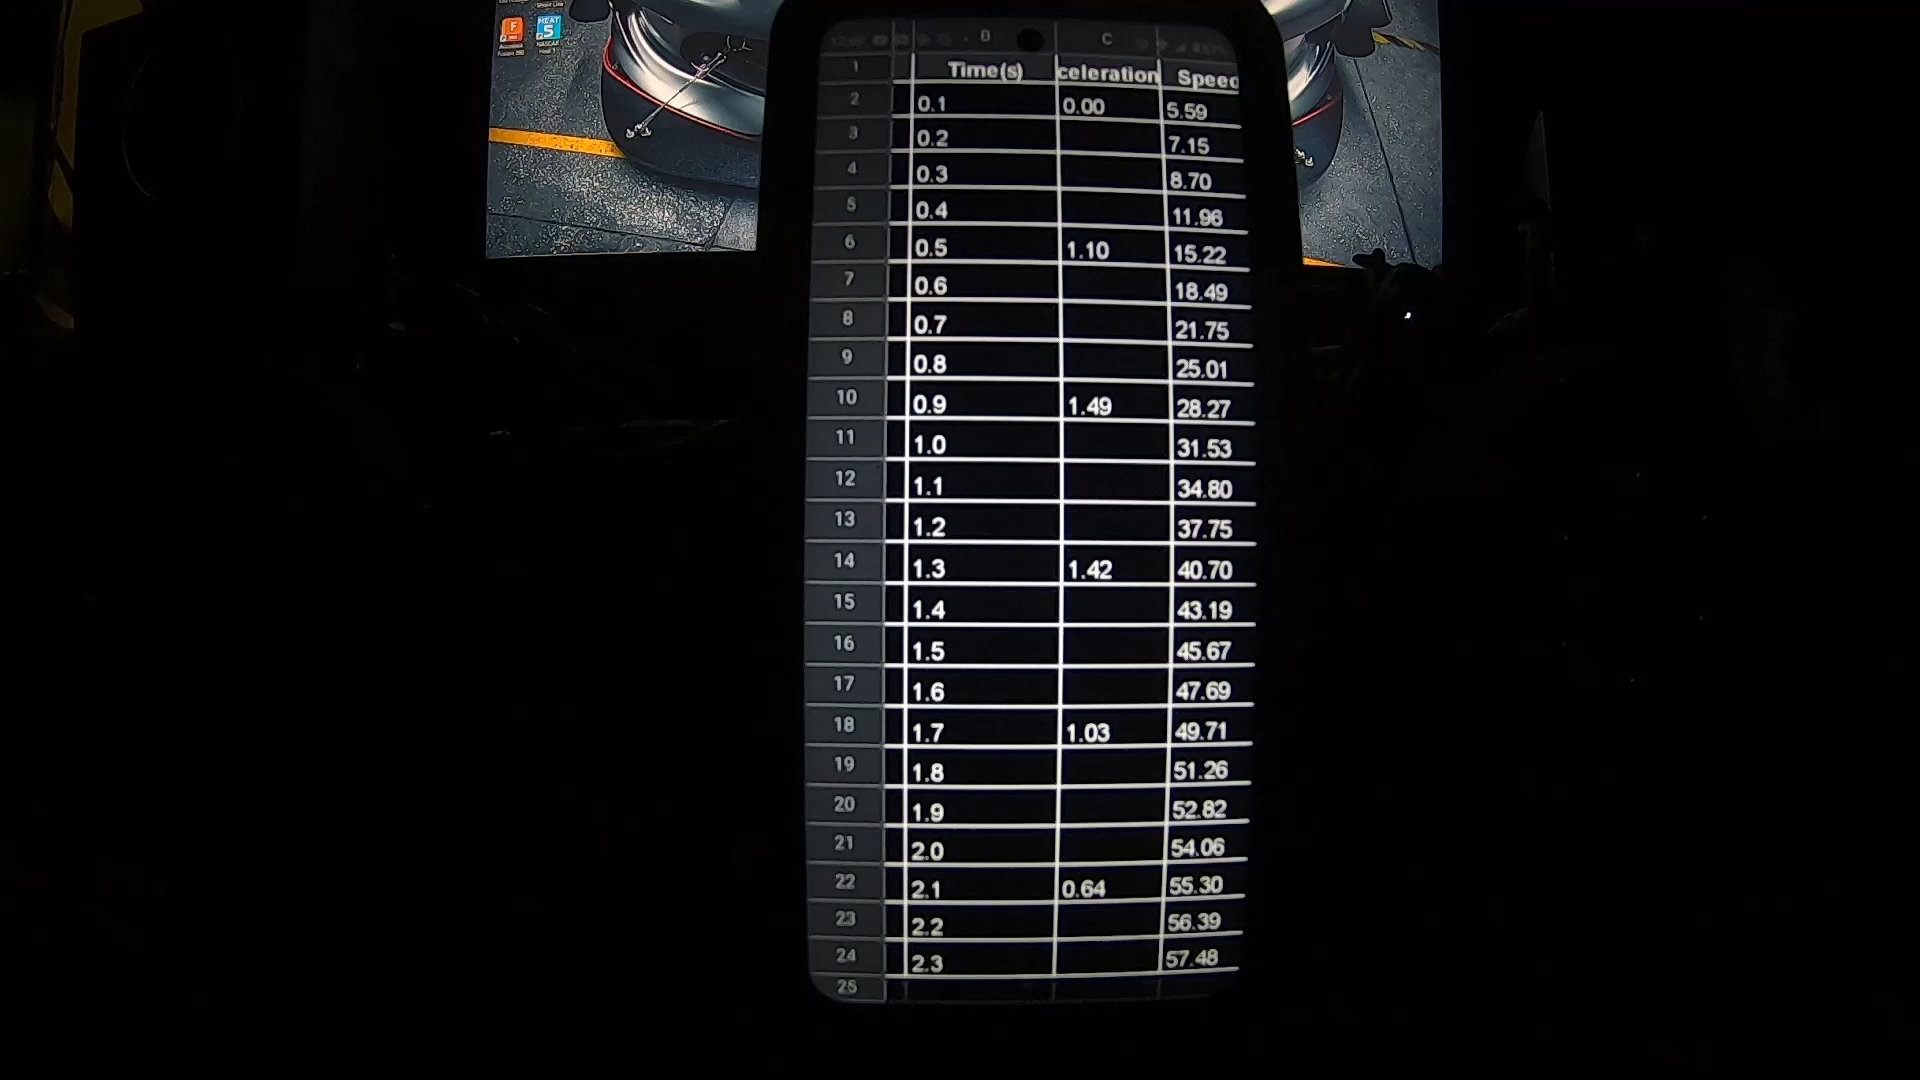 Autodesk
Fusion 360
NASCAR
Heat 5
B C
1 Time(s) celeration Speed
2 0.1 0.00 5.59
3 0.2 7.15
4 0.3 8.70
5 0.4 11.96
6 0.5 1.10 15.22
7 0.6 18.49
8 0.7 21.75
9 0.8 25.01
10 0.9 1.49 28.27
11 1.0 31.53
12 1.1 34.80
13 1.2 37.75
14 1.3 1.42 40.70
15 1.4 43.19
16 1.5 45.67
17 1.6 47.69
18 1.7 1.03 49.71
19 1.8 51.26
20 1.9 52.82
21 2.0 54.06
22 2.1 0.64 55.30
23 2.2 56.39
24 2.3 57.48
25